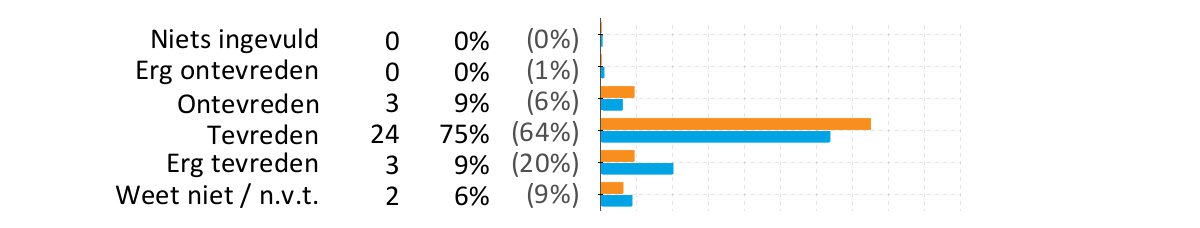 Niets ingevuld 0 0% (0%)
Erg ontevreden 0 0% (1%)
Ontevreden 3 9% (6%)
Tevreden 24 75% (64%)
Erg tevreden 3 9% (20%)
Weet niet / n.v.t. 2 6% (9%)